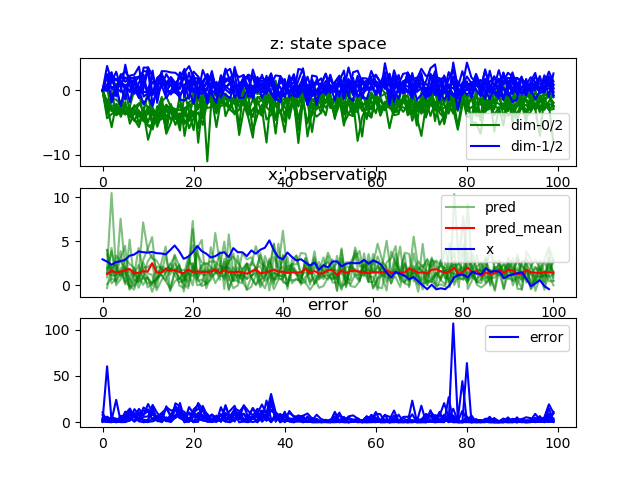 z: state space
0
−10
dim-0/2
dim-1/2
0 20 40 60 80 100
x: observation
10
5
0
pred
pred_mean
x
0 20 40 60 80 100
error
100
50
0
error
0 20 40 60 80 100